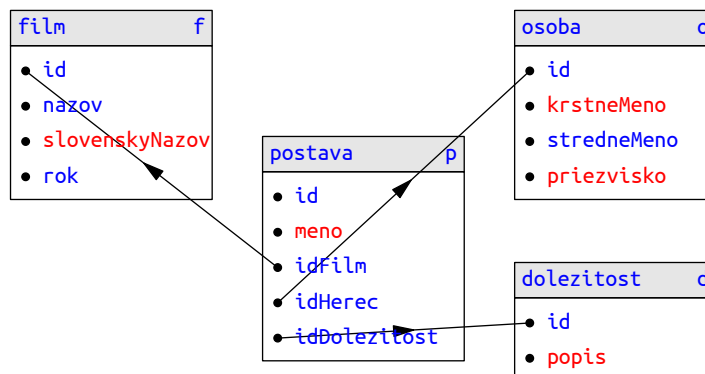 film f
id
nazov
slovenskyNazov
rok
postava p
id
meno
idFilm
idHerec
idDolezitost
osoba
id
krstneMeno
stredneMeno
priezvisko
dolezitost
id
popis